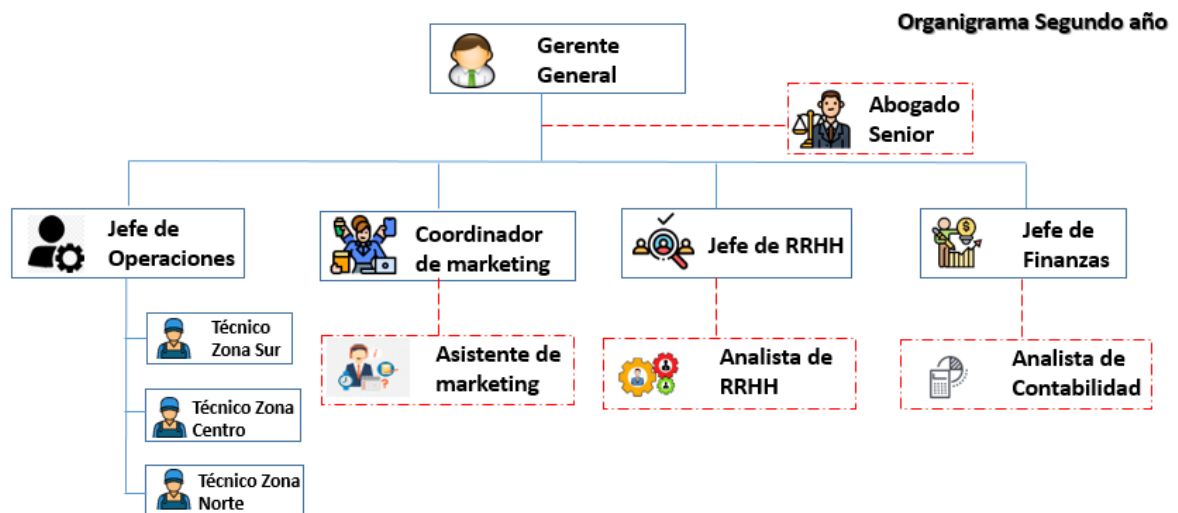 Organigrama Segundo año
Gerente
General
Abogado
Senior
Jefe de
Operaciones
Coordinador
de marketing
Jefe de RRHH
Jefe de
Finanzas
Técnico
Zona Sur
Técnico Zona
Centro
Técnico Zona
Norte
Asistente de
marketing
Analista de
RRHH
Analista de
Contabilidad